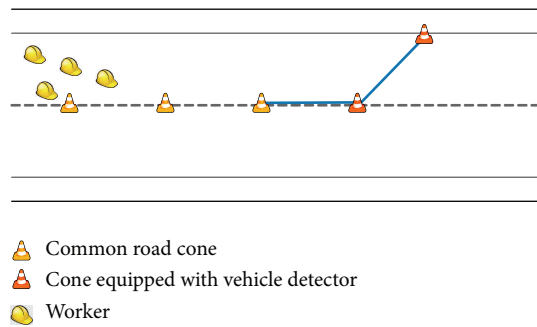 Common road cone
Cone equipped with vehicle detector
Worker